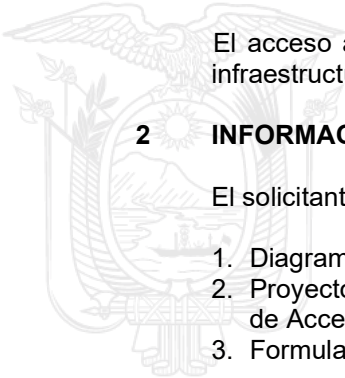 El acceso a
infraestruct
2 INFORMAC
El solicitant
1. Diagram
2. Proyecto
de Acce
3. Formula